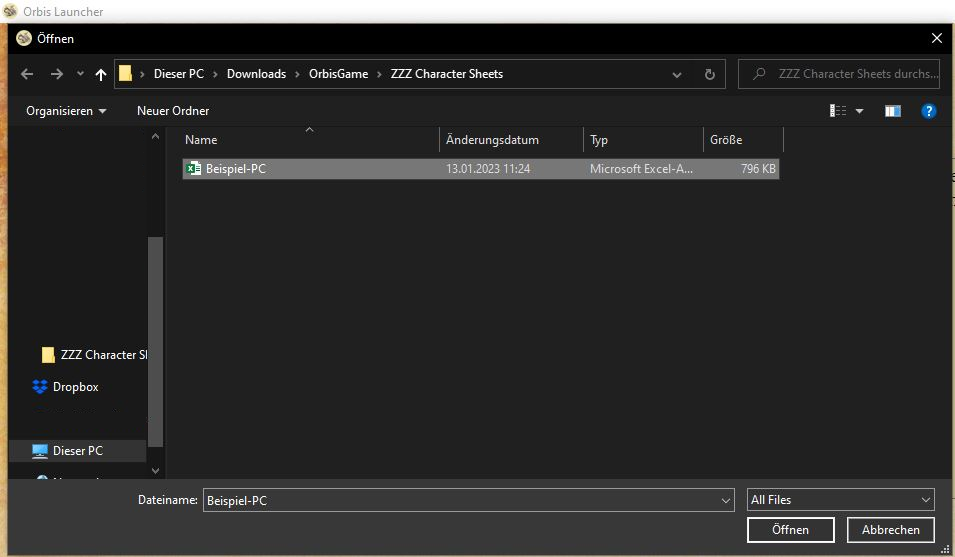 Orbis Launcher
Öffnen
Dieser PC > Downloads > OrbisGame > ZZZ Character Sheets
ZZZ Character Sheets durchs...
Organisieren
Neuer Ordner
Name Änderungsdatum Typ Größe
Beispiel-PC 13.01.2023 11:24 Microsoft Excel-A... 796 KB
ZZZ Character Sl
Dropbox
Dieser PC
Dateiname: Beispiel-PC
All Files
Öffnen Abbrechen